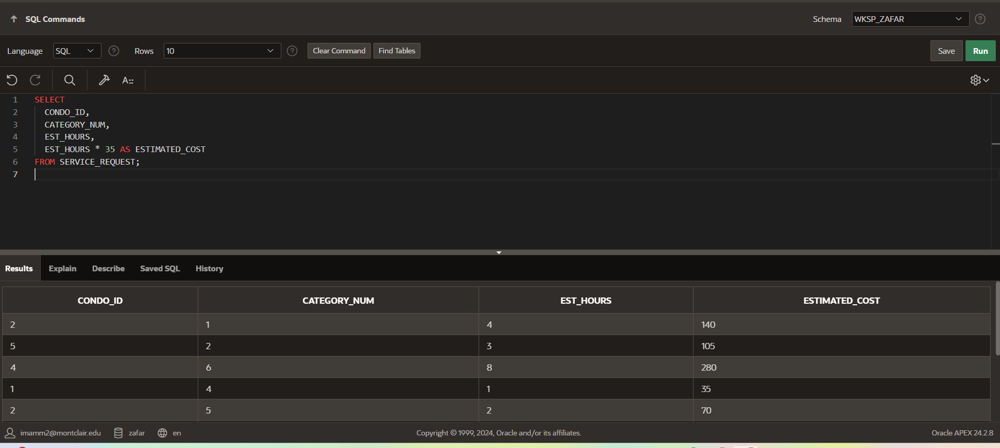 SQL Commands Schema WKSP_ZAFAR ?
Language SQL ? Rows 10 ? Clear Command Find Tables Save Run
A::
1 SELECT
2 CONDO_ID,
3 CATEGORY_NUM,
4 EST_HOURS,
5 EST_HOURS * 35 AS ESTIMATED_COST
6 FROM SERVICE_REQUEST;
7
Results Explain Describe Saved SQL History
CONDO_ID CATEGORY_NUM EST_HOURS ESTIMATED_COST
2 1 4 140
5 2 3 105
4 6 8 280
1 4 1 35
2 5 2 70
imamm2@montclair.edu zafar en Copyright © 1999, 2024, Oracle and/or its affiliates. Oracle APEX 24.2.8